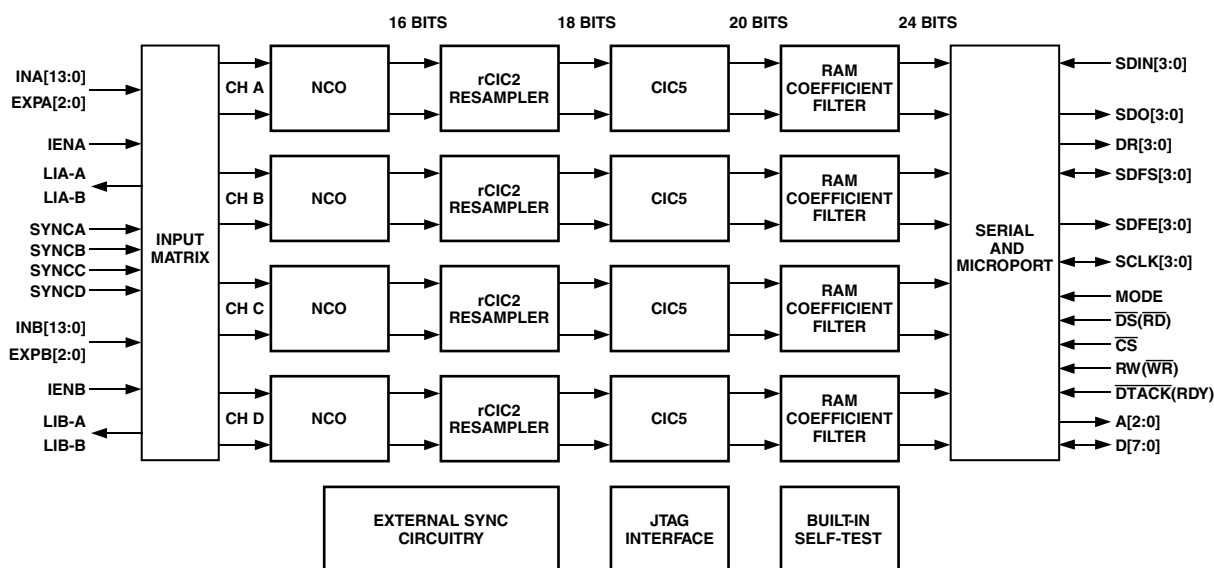 16 BITS 18 BITS 20 BITS 24 BITS
INA[13:0]
EXPA[2:0]
IENA
LIA-A
LIA-B
SYNCA
SYNCB
SYNCC
SYNCD
INB[13:0]
EXPB[2:0]
IENB
LIB-A
LIB-B
INPUT
MATRIX
CH A
NCO
rCIC2
RESAMPLER
CIC5
RAM
COEFFICIENT
FILTER
CH B
NCO
rCIC2
RESAMPLER
CIC5
RAM
COEFFICIENT
FILTER
CH C
NCO
rCIC2
RESAMPLER
CIC5
RAM
COEFFICIENT
FILTER
CH D
NCO
rCIC2
RESAMPLER
CIC5
RAM
COEFFICIENT
FILTER
SERIAL
AND
MICROPORT
SDIN[3:0]
SDO[3:0]
DR[3:0]
SDFS[3:0]
SDFE[3:0]
SCLK[3:0]
MODE
DS(RD)
CS
RW(WR)
DTACK(RDY)
A[2:0]
D[7:0]
EXTERNAL SYNC
CIRCUITRY
JTAG
INTERFACE
BUILT-IN
SELF-TEST